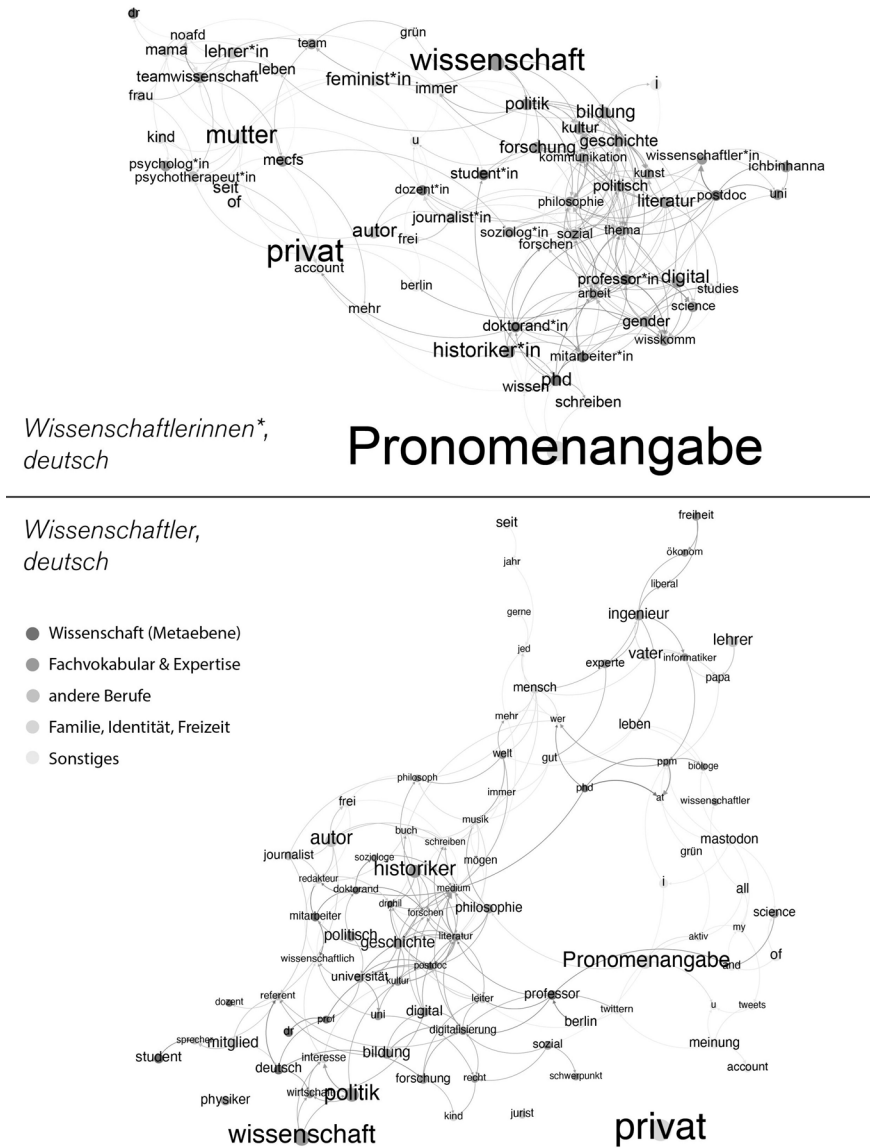 dr
noafd
grün
mama
lehrer*in
team
wissenschaft
teamwissenschaft
leben
feminist*in
immer
i
frau
politik
bildung
kind
mutter
u
kultur
geschichte
forschung
kommunikation
wissenschaftler*in
psycholog*in
mecfs
student*in
kunst
ichbinhanna
psychotherapeut*in
seit
dozent*in
politisch
of
philosophie
literatur
postdoc
uni
journalist*in
autor
frei
soziolog*in
sozial
thema
forschen
privat
account
berlin
professor*in
digital
arbeit
studies
mehr
science
doktorand*in
gender
wisskomm
historiker*in
mitarbeiter*in
wissen
phd
schreiben
Wissenschaftlerinnen*,
deutsch
Pronomenangabe
Wissenschaftler,
deutsch
Wissenschaft (Metaebene)
Fachvokabular & Expertise
andere Berufe
Familie, Identität, Freizeit
Sonstiges
seit
freiheit
jahr
ökonom
liberal
gerne
ingenieur
jed
vater
informatiker
lehrer
experte
papa
mensch
mehr
wer
leben
welt
gut
ppm
biologe
philosoph
immer
phd
at
wissenschaftler
frei
musik
buch
autor
schreiben
mastodon
journalist
soziologe
historiker
mögen
grün
redakteur
doktorand
medium
i
all
mitarbeiter
drphil
forschen
philosophie
science
politisch
geschichte
literatur
aktiv
my
wissenschaftlich
postdoc
Pronomenangabe
and
of
universität
kultur
dozent
referent
leiter
professor
prof
uni
digital
twittern
u
tweets
dr
digitalisierung
berlin
sprecher
mitglied
student
interesse
bildung
sozial
meinung
deutsch
forschung
recht
schwerpunkt
account
physiker
wirtschaft
politik
kind
jurist
wissenschaft
privat